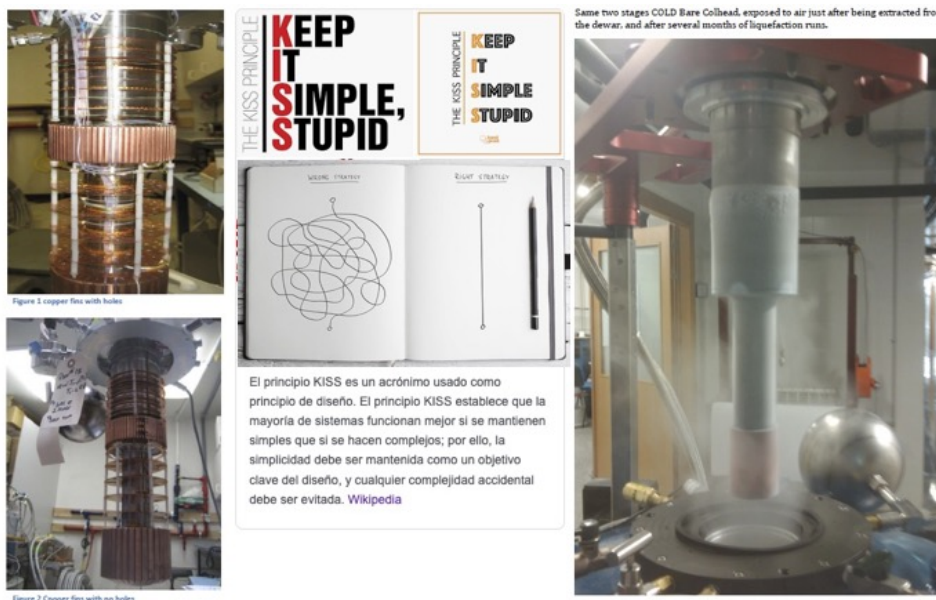 THE KISS PRINCIPLE
KEEP
IT
SIMPLE,
STUPID
THE KISS PRINCIPLE
KEEP
IT
SIMPLE
STUPID
WRONG STRATEGY
RIGHT STRATEGY
El principio KISS es un acrónimo usado como
principio de diseño. El principio KISS establece que la
mayoría de sistemas funcionan mejor si se mantienen
simples que si se hacen complejos; por ello, la
simplicidad debe ser mantenida como un objetivo
clave del diseño, y cualquier complejidad accidental
debe ser evitada. Wikipedia
Figure 1 copper fins with holes
Figure 2 Copper fins with no holes
Same two stages COLD Bare Colhead, exposed to air just after being extracted fro
the dewar, and after several months of liquefaction runs.